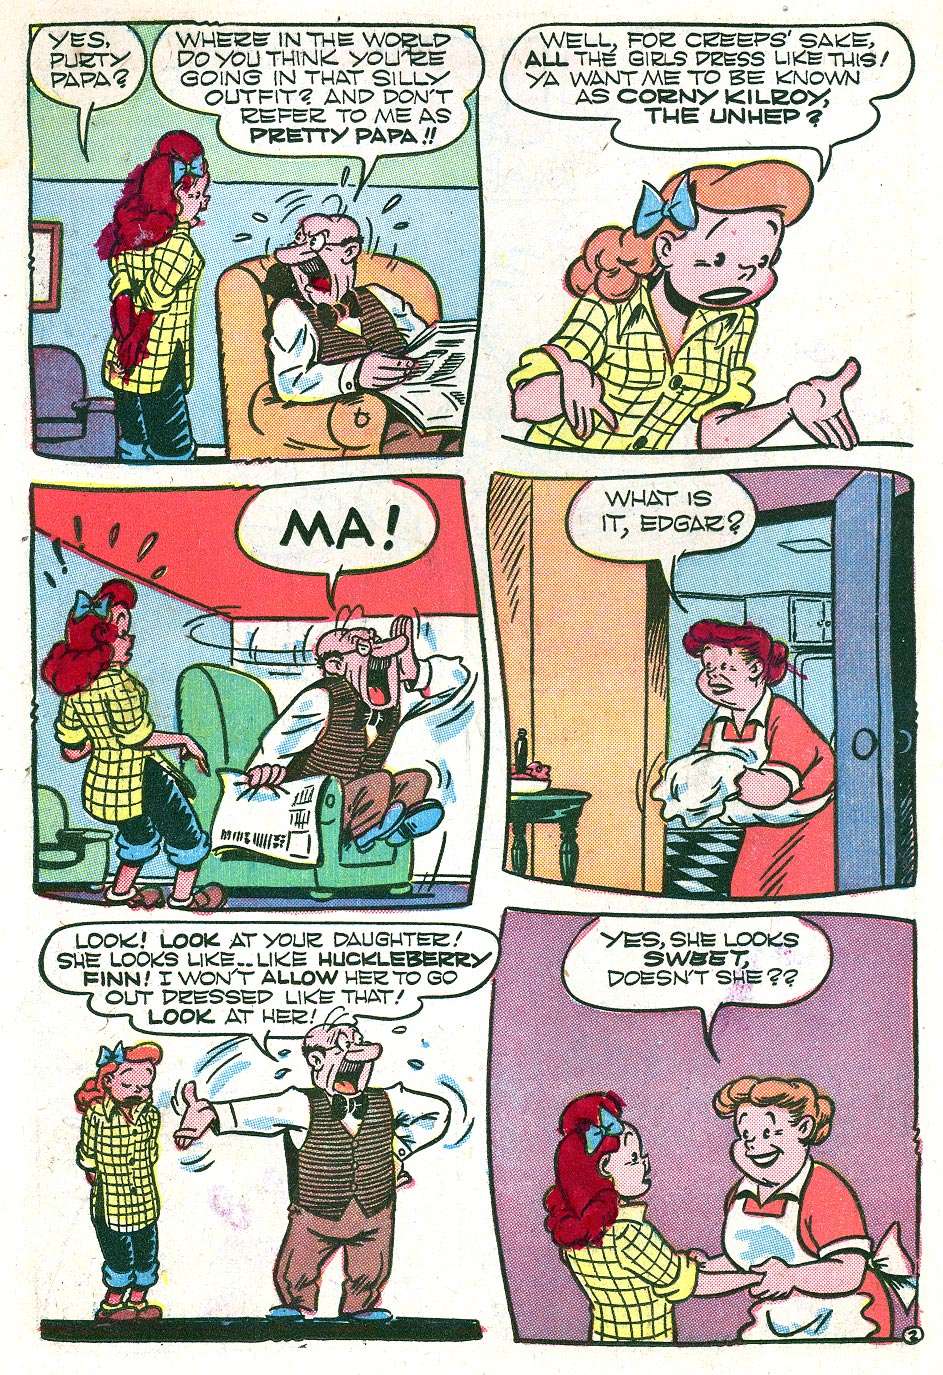 YES,
PURTY
PAPA?
WHERE IN THE WORLD
DO YOU THINK YOU'RE
GOING IN THAT SILLY
OUTFIT? AND DON'T
REFER TO ME AS
PRETTY PAPA!!
WELL, FOR CREEPS' SAKE,
ALL THE GIRLS DRESS LIKE THIS!
YA WANT ME TO BE KNOWN
AS CORNY KILROY,
THE UNHEP?
MA!
WHAT IS
IT, EDGAR?
LOOK! LOOK AT YOUR DAUGHTER!
SHE LOOKS LIKE.. LIKE HUCKLEBERRY
FINN! I WON'T ALLOW HER TO GO
OUT DRESSED LIKE THAT!
LOOK AT HER!
YES, SHE LOOKS
SWEET,
DOESN'T SHE??
2